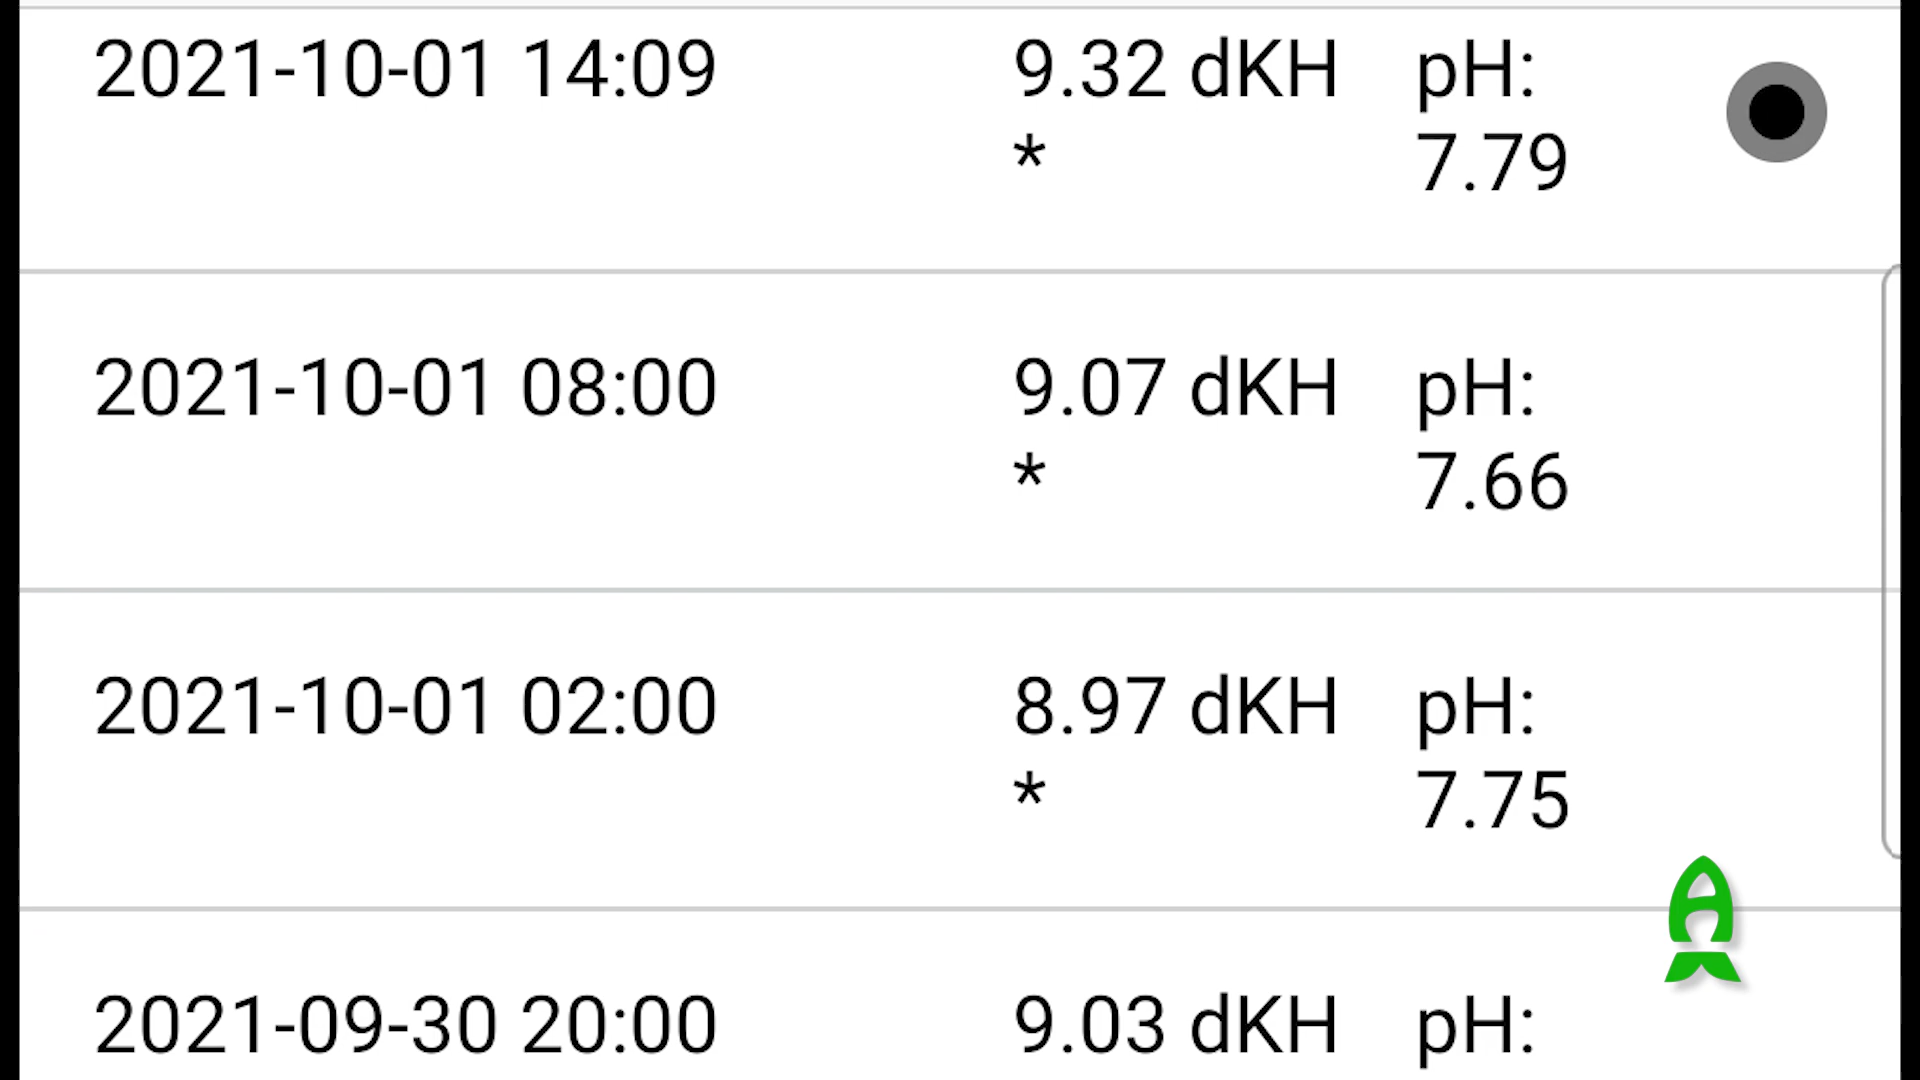 2021-10-01 14:09 9.32 dKH pH:
* 7.79
2021-10-01 08:00 9.07 dKH pH:
* 7.66
2021-10-01 02:00 8.97 dKH pH:
* 7.75
2021-09-30 20:00 9.03 dKH pH: